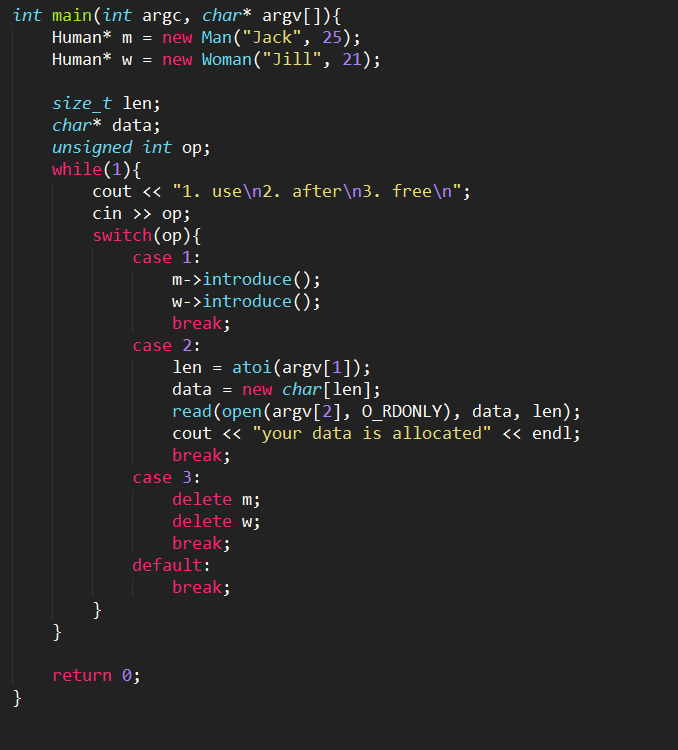 int main(int argc, char* argv[]){
    Human* m = new Man("Jack", 25);
    Human* w = new Woman("Jill", 21);

    size_t len;
    char* data;
    unsigned int op;
    while(1){
        cout << "1. use\n2. after\n3. free\n";
        cin >> op;
        switch(op){
            case 1:
                m->introduce();
                w->introduce();
                break;
            case 2:
                len = atoi(argv[1]);
                data = new char[len];
                read(open(argv[2], O_RDONLY), data, len);
                cout << "your data is allocated" << endl;
                break;
            case 3:
                delete m;
                delete w;
                break;
            default:
                break;
        }
    }

    return 0;
}